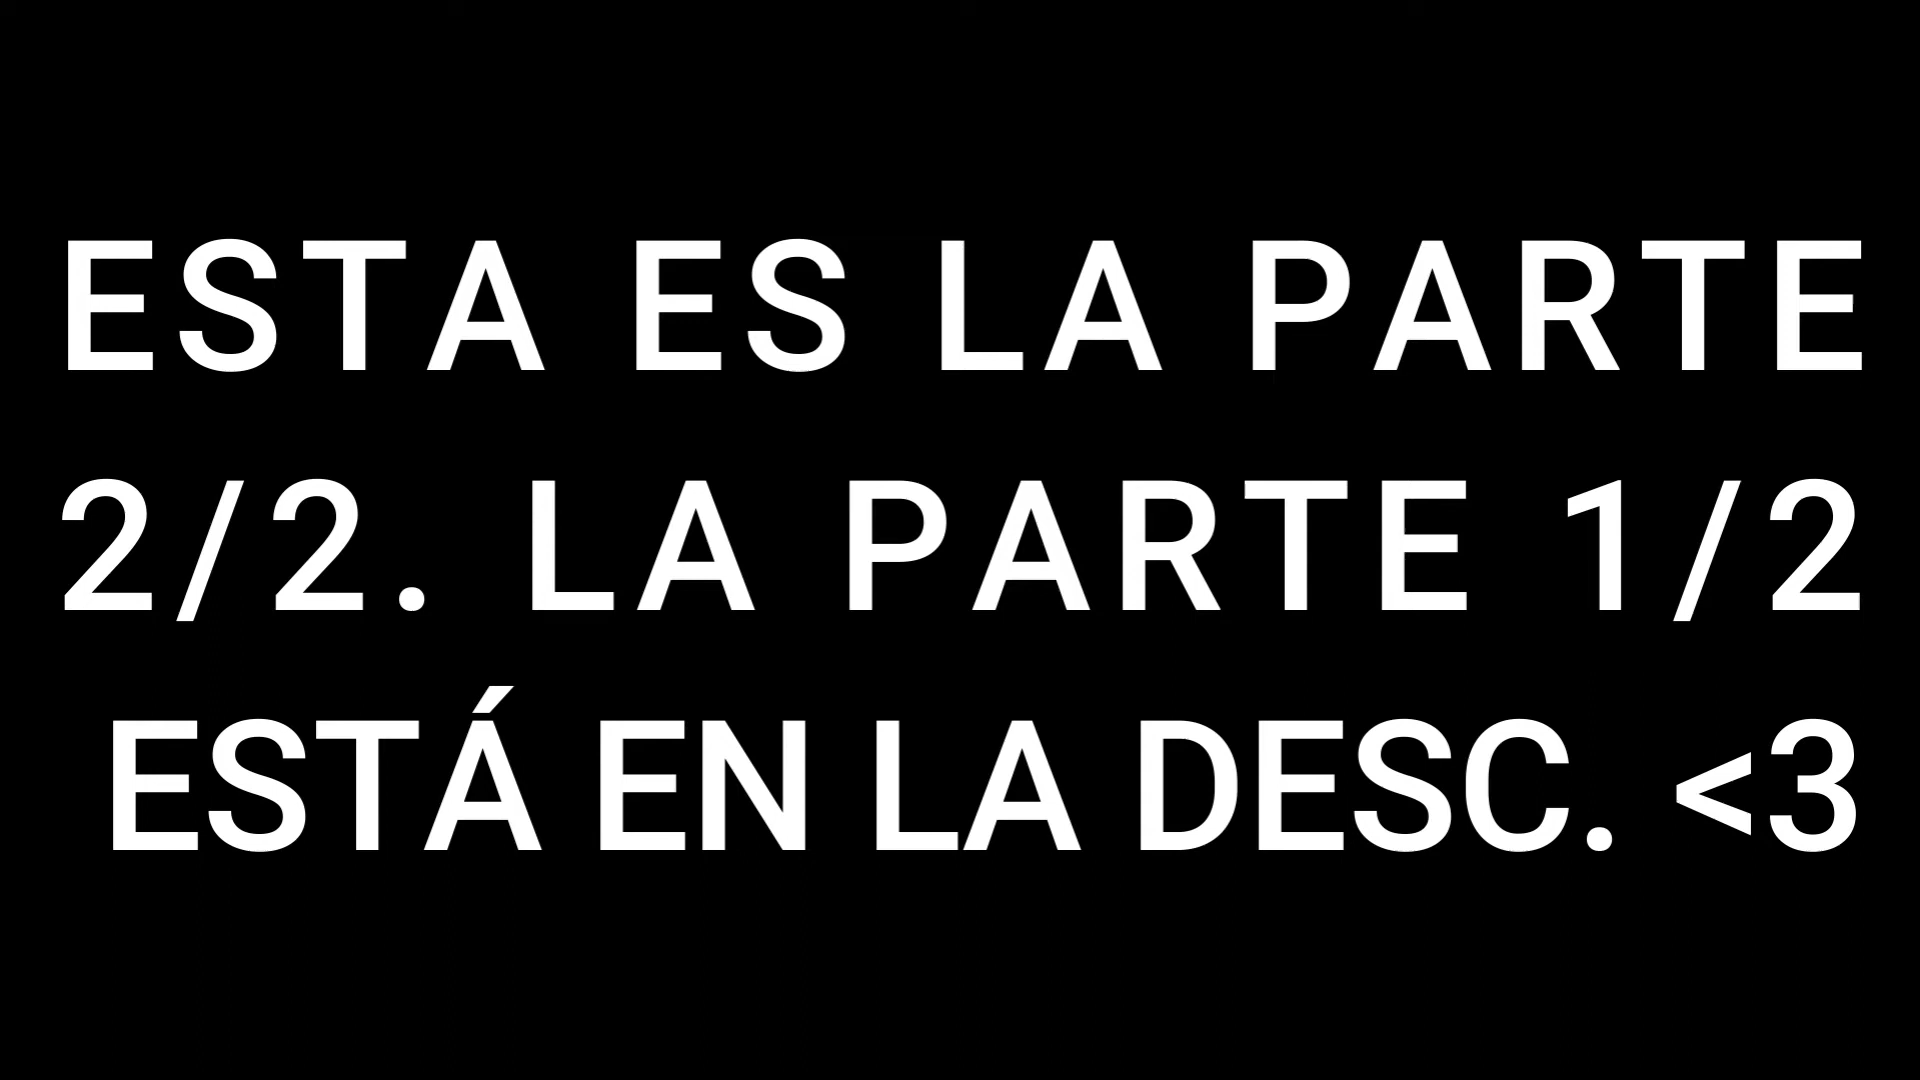 ESTA ES LA PARTE
2/2. LA PARTE 1/2
ESTÁ EN LA DESC. <3